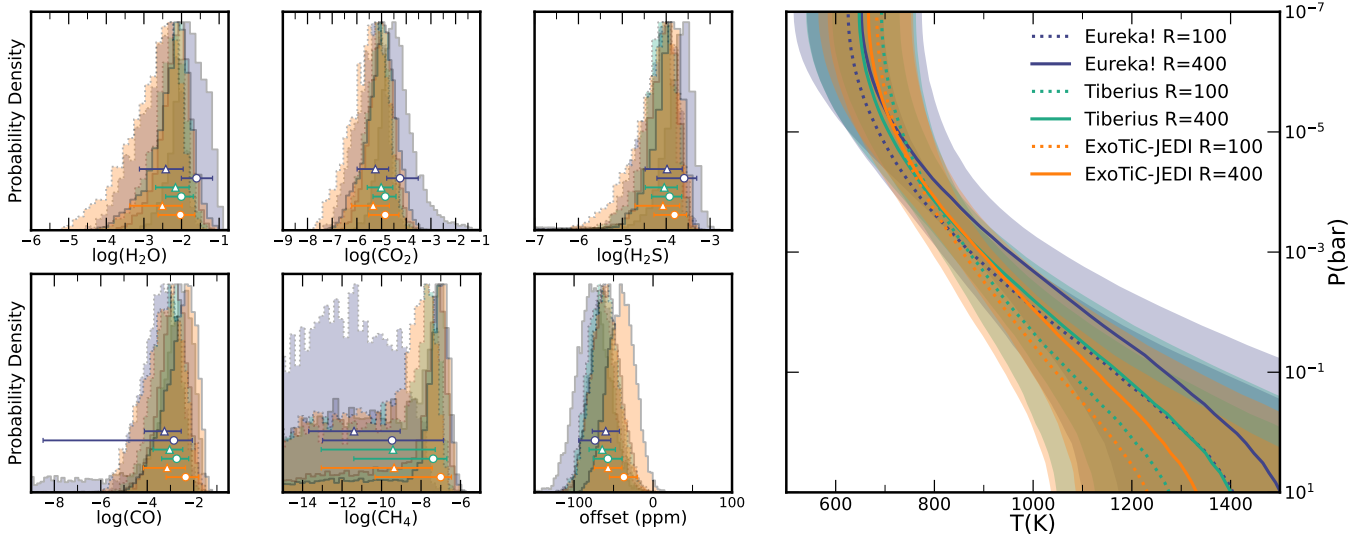 Probability Density
−6 −5 −4 −3 −2 −1
log(H₂O)
−9 −8 −7 −6 −5 −4 −3 −2 −1
log(CO₂)
−7 −6 −5 −4 −3
log(H₂S)
Probability Density
−8 −6 −4 −2
log(CO)
−14 −12 −10 −8 −6
log(CH₄)
−100 −50 0 50 100
offset (ppm)
Eureka! R=100
Eureka! R=400
Tiberius R=100
Tiberius R=400
ExoTiC-JEDI R=100
ExoTiC-JEDI R=400
10⁻⁷
10⁻⁵
10⁻³
10⁻¹
10¹
P(bar)
600 800 1000 1200 1400
T(K)